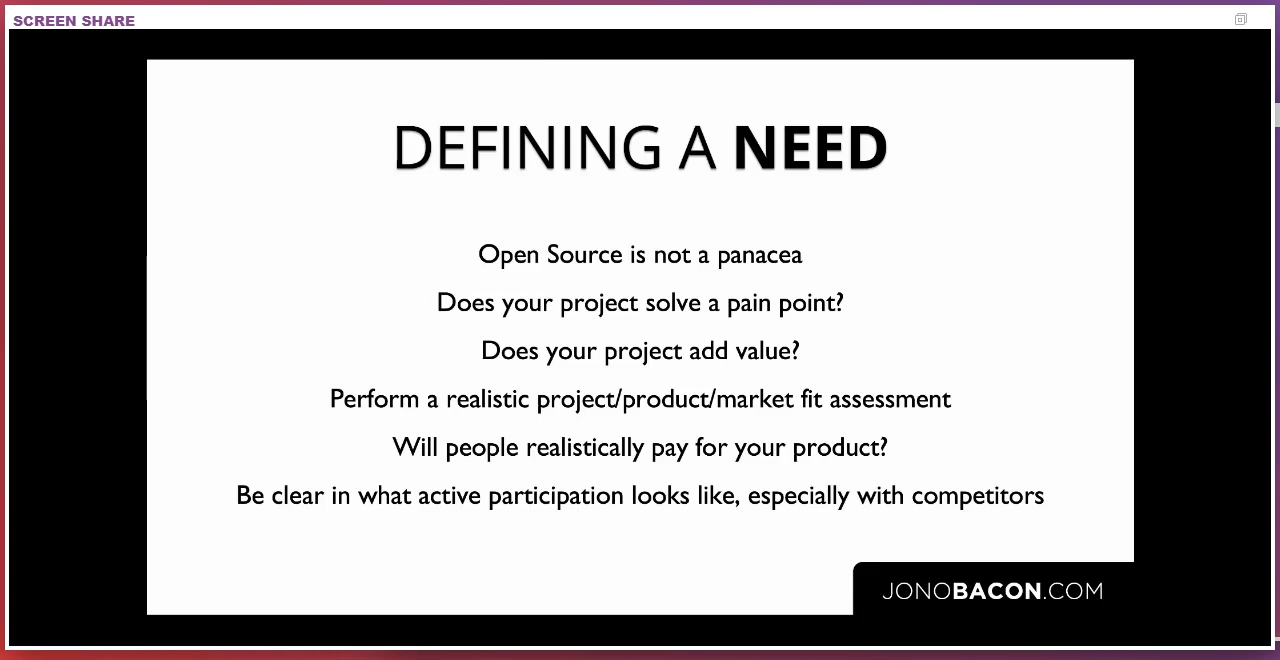 SCREEN SHARE
DEFINING A NEED
Open Source is not a panacea
Does your project solve a pain point?
Does your project add value?
Perform a realistic project/product/market fit assessment
Will people realistically pay for your product?
Be clear in what active participation looks like, especially with competitors
JONOBACON.COM